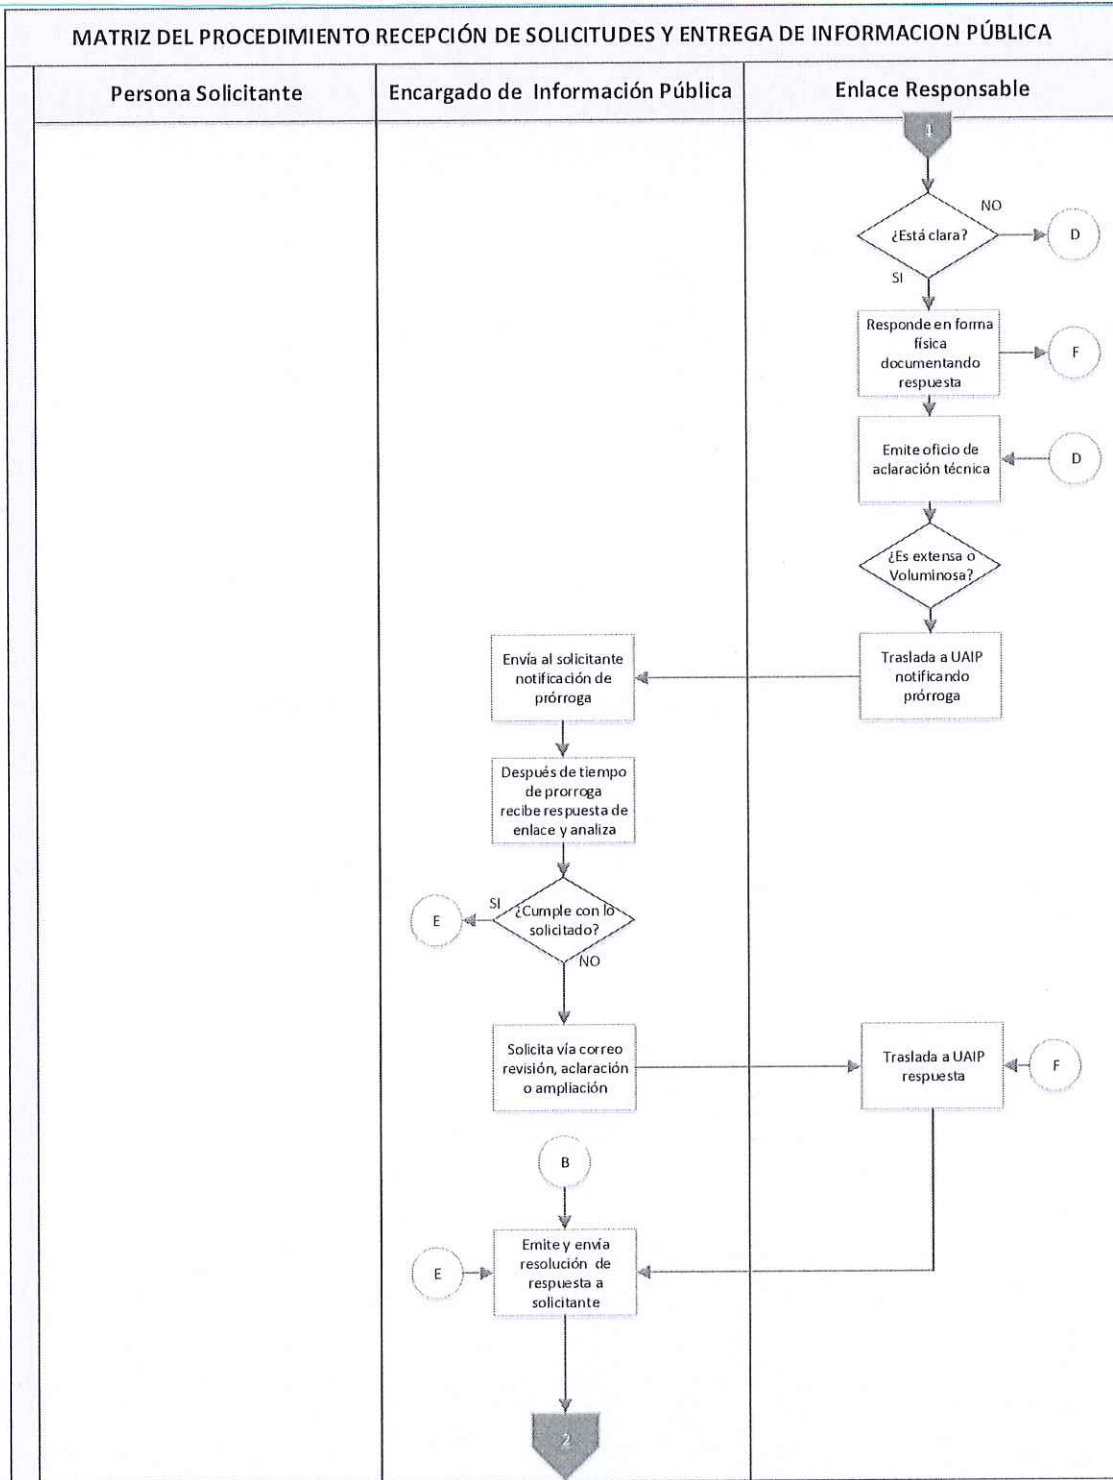 MATRIZ DEL PROCEDIMIENTO RECEPCIÓN DE SOLICITUDES Y ENTREGA DE INFORMACION PÚBLICA
Persona Solicitante
Encargado de Información Pública
Enlace Responsable
1
¿Está clara?
NO
D
SI
Responde en forma
física
documentando
respuesta
F
Emite oficio de
aclaración técnica
D
¿Es extensa o
Voluminosa?
Traslada a UAIP
notificando
prórroga
Envía al solicitante
notificación de
prórroga
Después de tiempo
de prorroga
recibe respuesta de
enlace y analiza
¿Cumple con lo
solicitado?
SI
E
NO
Solicita vía correo
revisión, aclaración
o ampliación
Traslada a UAIP
respuesta
F
B
Emite y envía
resolución de
respuesta a
solicitante
E
2